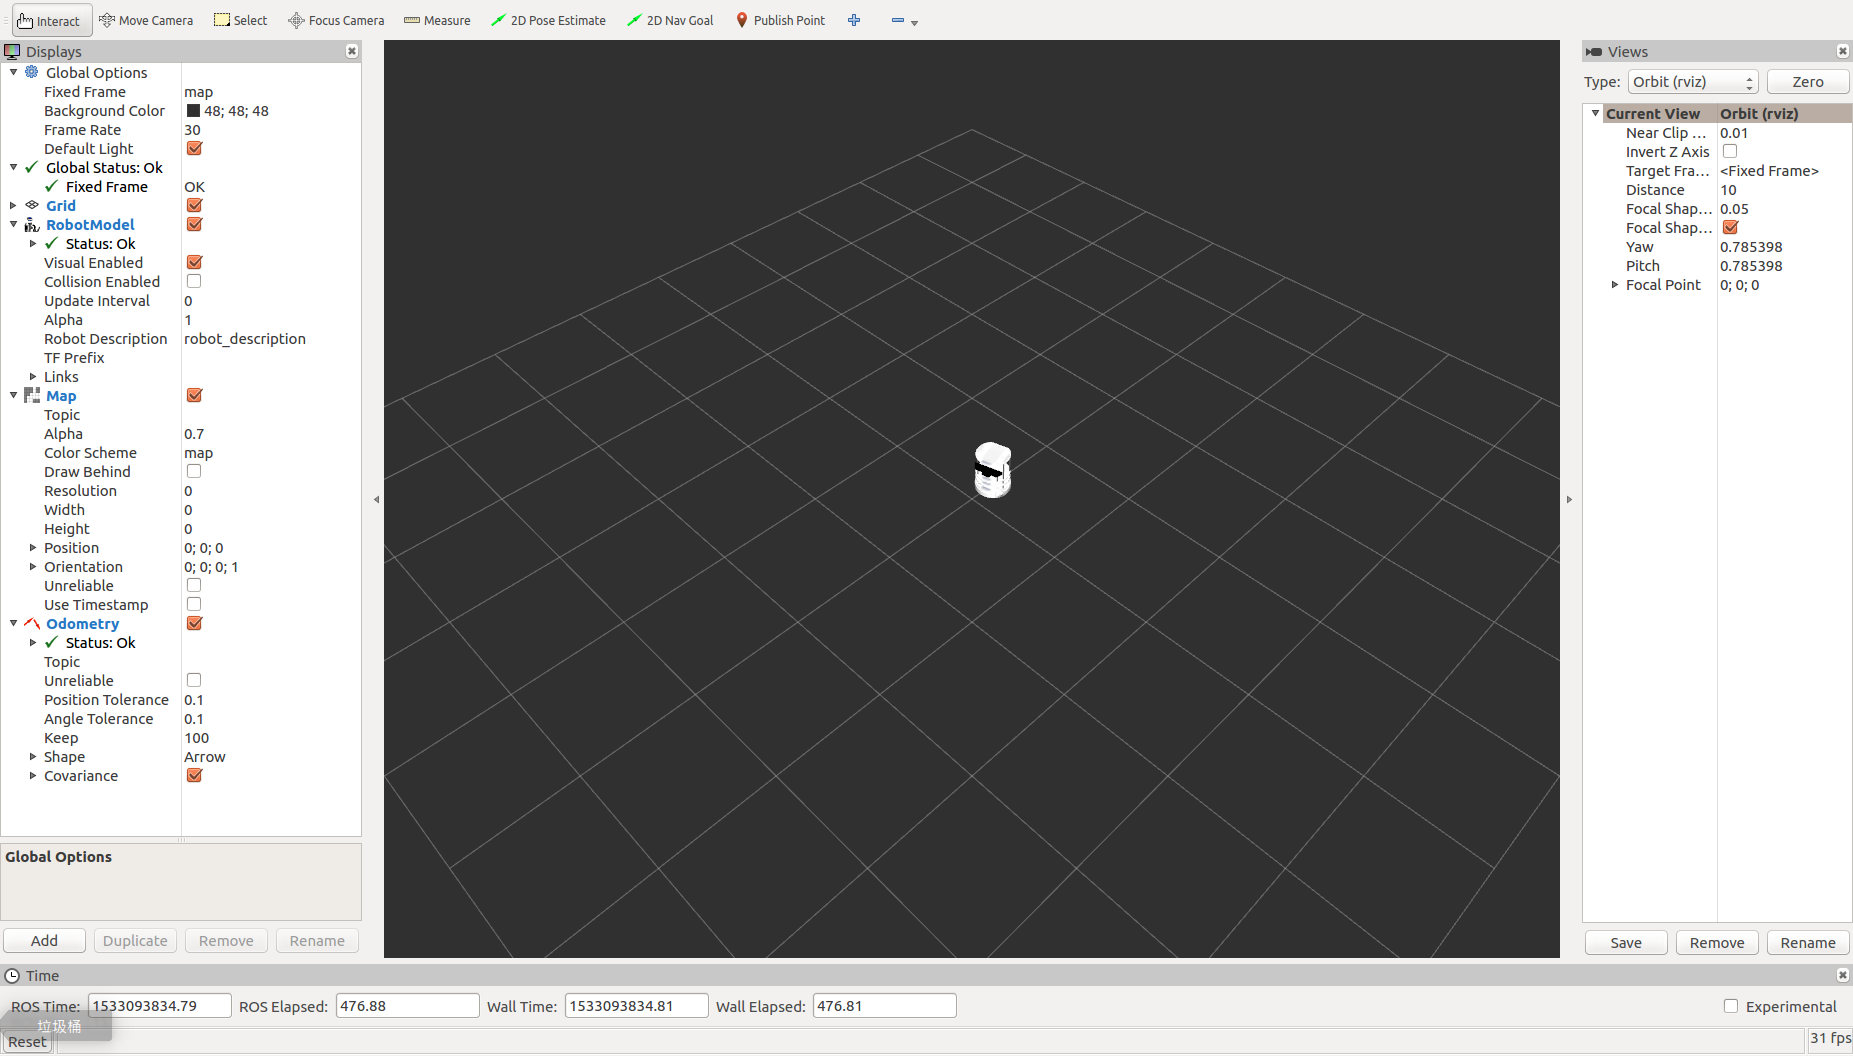 Interact Move Camera Select Focus Camera Measure 2D Pose Estimate 2D Nav Goal Publish Point
Displays
Global Options
Fixed Frame map
Background Color 48; 48; 48
Frame Rate 30
Default Light
Global Status: Ok
Fixed Frame OK
Grid
RobotModel
Status: Ok
Visual Enabled
Collision Enabled
Update Interval 0
Alpha 1
Robot Description robot_description
TF Prefix
Links
Map
Topic
Alpha 0.7
Color Scheme map
Draw Behind
Resolution 0
Width 0
Height 0
Position 0; 0; 0
Orientation 0; 0; 0; 1
Unreliable
Use Timestamp
Odometry
Status: Ok
Topic
Unreliable
Position Tolerance 0.1
Angle Tolerance 0.1
Keep 100
Shape Arrow
Covariance
Global Options
Add Duplicate Remove Rename
Views
Type: Orbit (rviz) Zero
Current View Orbit (rviz)
Near Clip ... 0.01
Invert Z Axis
Target Fra... <Fixed Frame>
Distance 10
Focal Shap... 0.05
Focal Shap...
Yaw 0.785398
Pitch 0.785398
Focal Point 0; 0; 0
Save Remove Rename
Time
ROS Time: 1533093834.79 ROS Elapsed: 476.88 Wall Time: 1533093834.81 Wall Elapsed: 476.81 Experimental
垃圾桶
Reset 31 fps